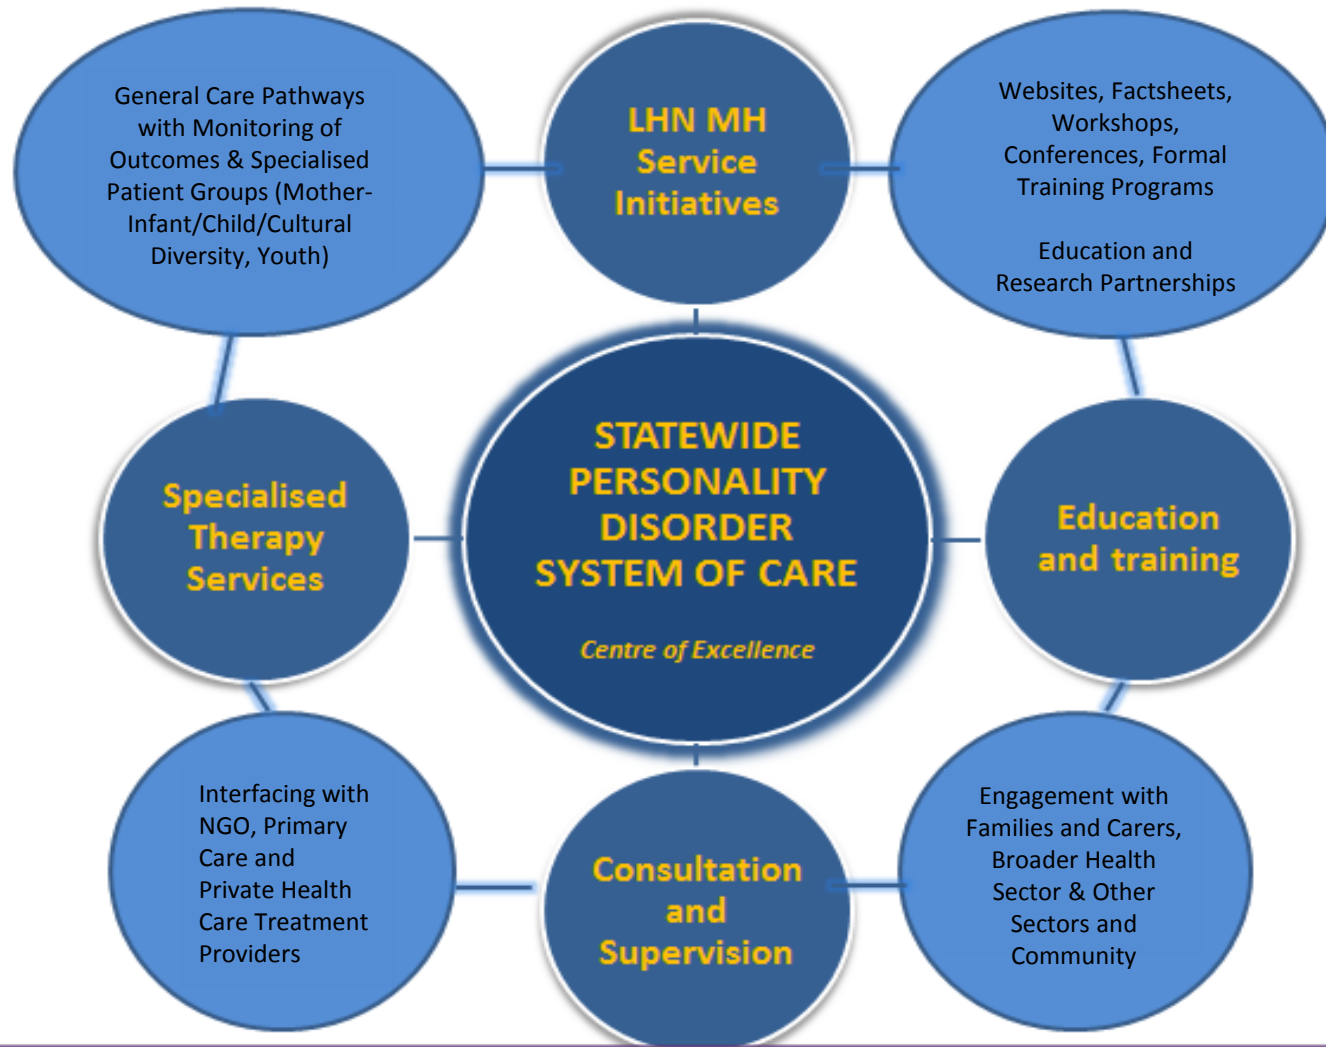 General Care Pathways
with Monitoring of
Outcomes & Specialised
Patient Groups (Mother-
Infant/Child/Cultural
Diversity, Youth)
LHN MH
Service
Initiatives
Websites, Factsheets,
Workshops,
Conferences, Formal
Training Programs
Education and
Research Partnerships
Specialised
Therapy
Services
STATEWIDE
PERSONALITY
DISORDER
SYSTEM OF CARE
Centre of Excellence
Education
and training
Interfacing with
NGO, Primary
Care and
Private Health
Care Treatment
Providers
Consultation
and
Supervision
Engagement with
Families and Carers,
Broader Health
Sector & Other
Sectors and
Community